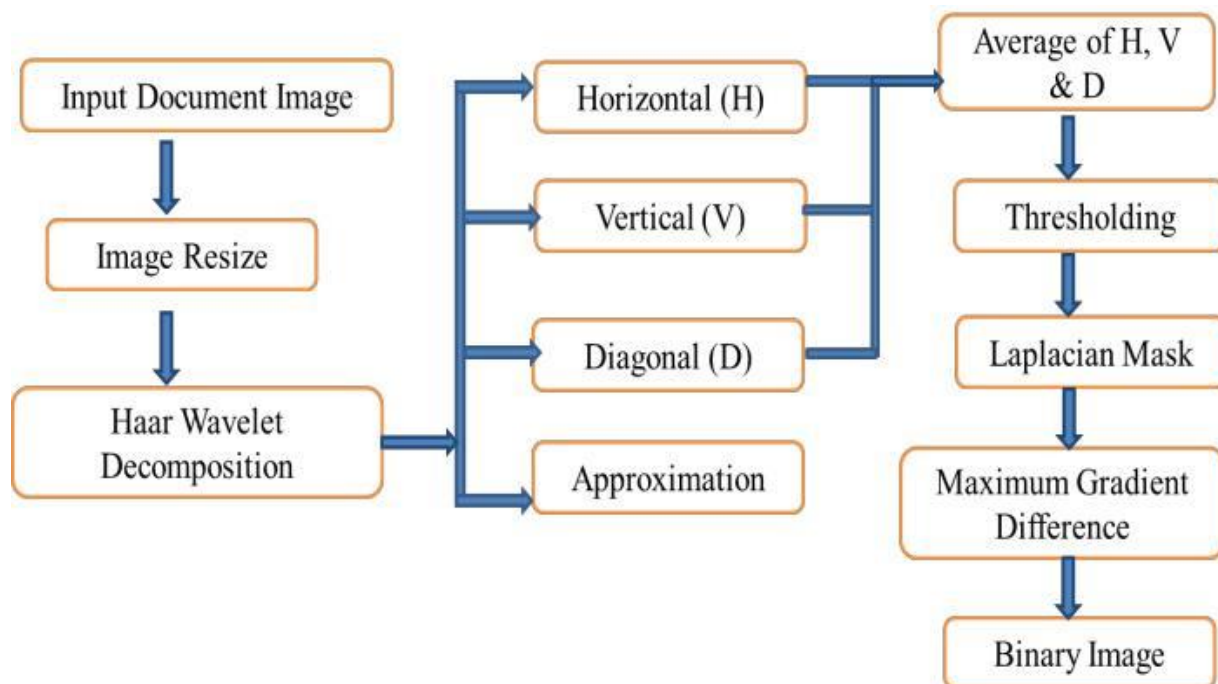 Input Document Image
Image Resize
Haar Wavelet
Decomposition
Horizontal (H)
Vertical (V)
Diagonal (D)
Approximation
Average of H, V
& D
Thresholding
Laplacian Mask
Maximum Gradient
Difference
Binary Image